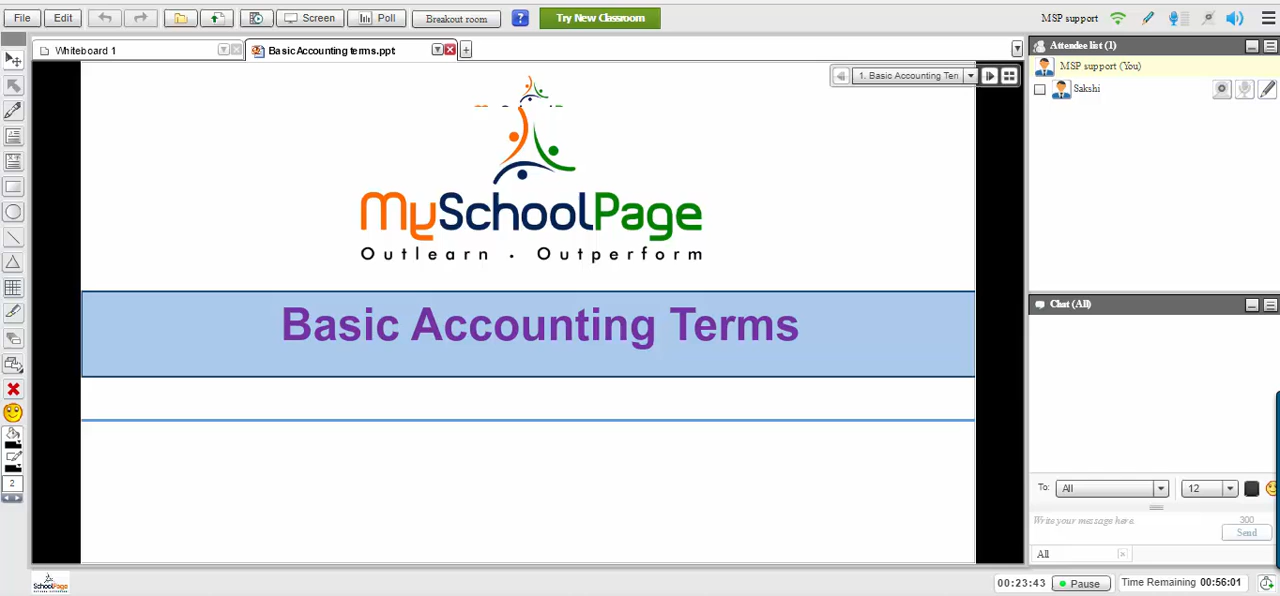 File Edit Screen Poll Breakout room ? Try New Classroom MSP support
Whiteboard 1 Basic Accounting terms.ppt +
Attendee list (1)
MSP support (You)
Sakshi
1. Basic Accounting Ten
MySchoolPage
Outlearn . Outperform
Basic Accounting Terms
Chat (All)
To: All 12
Write your message here. 300
Send
All
2
MySchoolPage
00:23:43 Pause Time Remaining 00:56:01